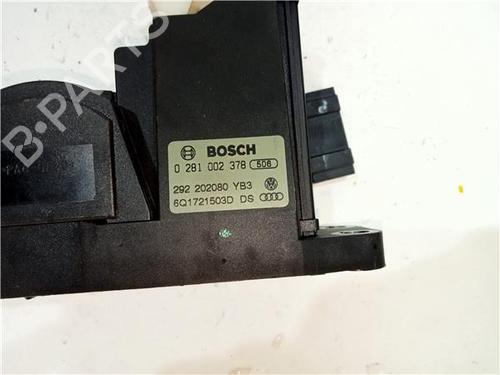 B-PARTS
BOSCH
0 281 002 378 506
292 202080 YB3
6Q1721503D DS